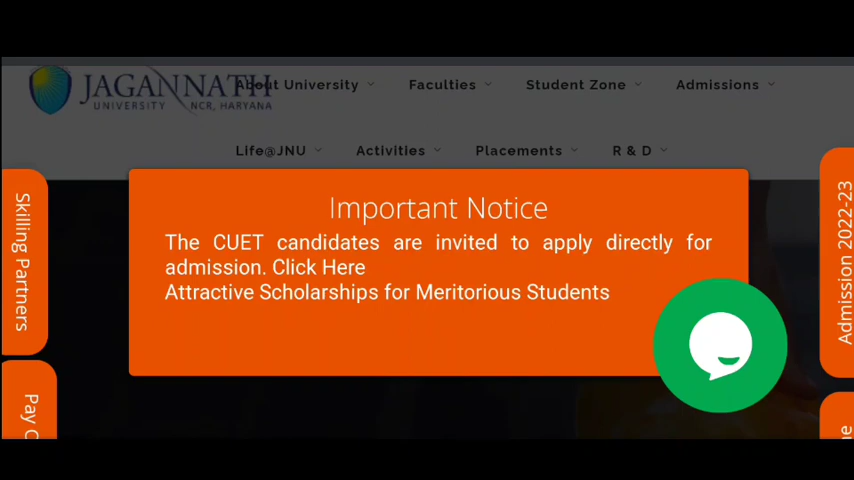 JAGANNATH
UNIVERSITY NCR, HARYANA
About University Faculties Student Zone Admissions
Life@JNU Activities Placements R & D
Skilling Partners
Pay
Important Notice
The CUET candidates are invited to apply directly for
admission. Click Here
Attractive Scholarships for Meritorious Students
Admission 2022-23